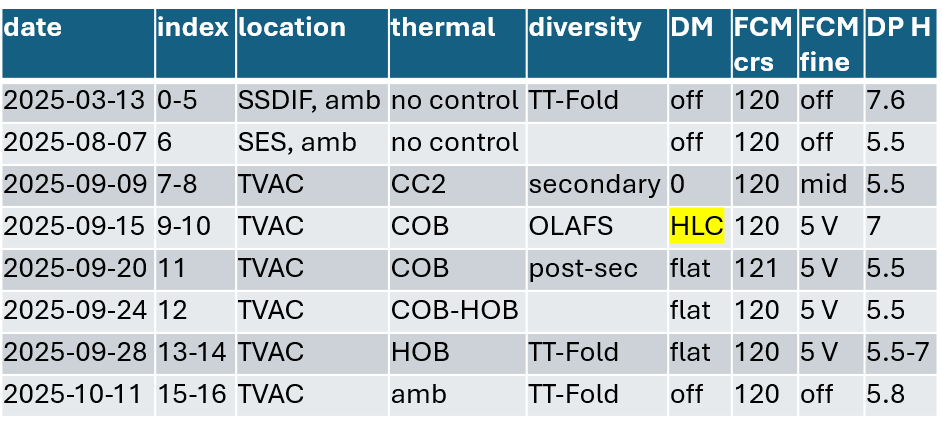 date index location thermal diversity DM FCM crs FCM fine DP H
2025-03-13 0-5 SSDIF, amb no control TT-Fold off 120 off 7.6
2025-08-07 6 SES, amb no control off 120 off 5.5
2025-09-09 7-8 TVAC CC2 secondary 0 120 mid 5.5
2025-09-15 9-10 TVAC COB OLAFS HLC 120 5 V 7
2025-09-20 11 TVAC COB post-sec flat 121 5 V 5.5
2025-09-24 12 TVAC COB-HOB flat 120 5 V 5.5
2025-09-28 13-14 TVAC HOB TT-Fold flat 120 5 V 5.5-7
2025-10-11 15-16 TVAC amb TT-Fold off 120 off 5.8